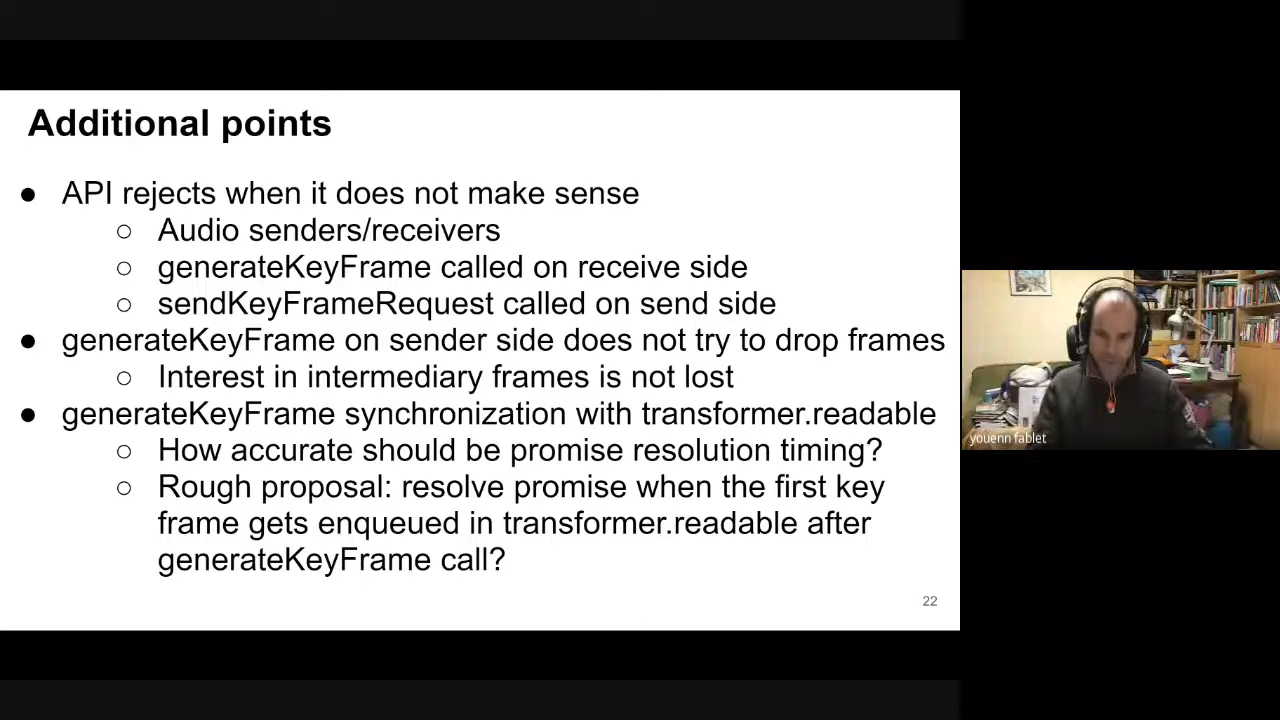 Additional points
● API rejects when it does not make sense
○ Audio senders/receivers
○ generateKeyFrame called on receive side
○ sendKeyFrameRequest called on send side
● generateKeyFrame on sender side does not try to drop frames
○ Interest in intermediary frames is not lost
● generateKeyFrame synchronization with transformer.readable
○ How accurate should be promise resolution timing?
○ Rough proposal: resolve promise when the first key
frame gets enqueued in transformer.readable after
generateKeyFrame call?
22
youenn fablet